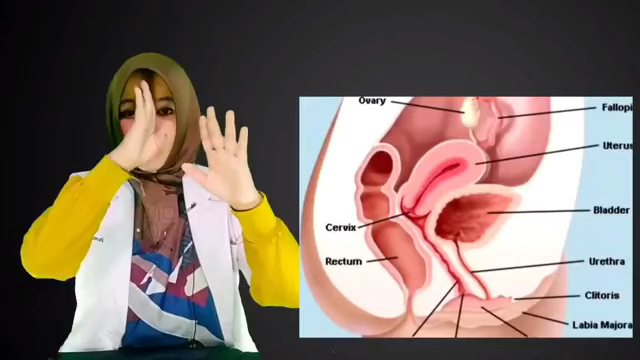 Ovary
Fallopi
Uterus
Cervix
Bladder
Rectum
Urethra
Clitoris
Labia Majora